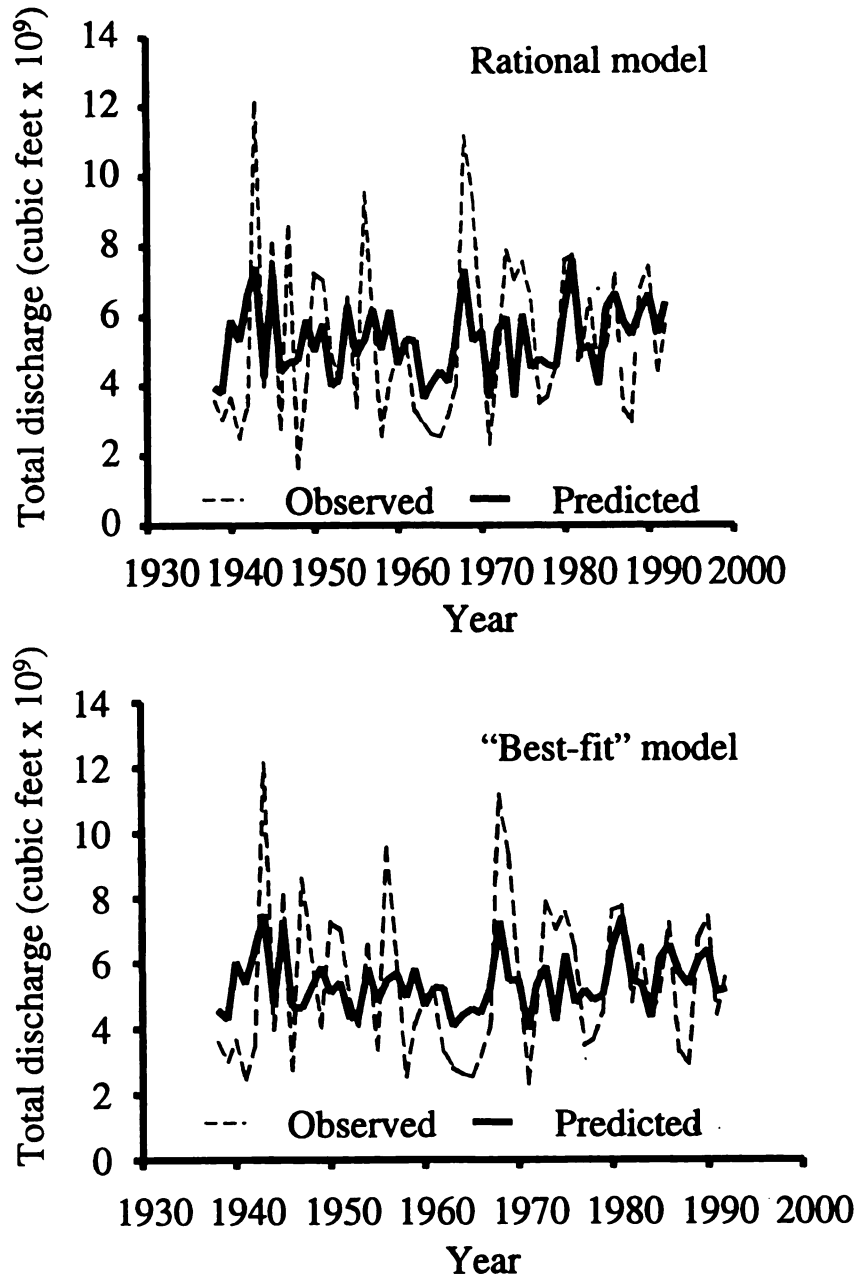 Total discharge (cubic feet x 10⁹)
14
12
10
8
6
4
2
0
Rational model
Observed Predicted
1930 1940 1950 1960 1970 1980 1990 2000
Year
Total discharge (cubic feet x 10⁹)
14
12
10
8
6
4
2
0
“Best-fit” model
Observed Predicted
1930 1940 1950 1960 1970 1980 1990 2000
Year